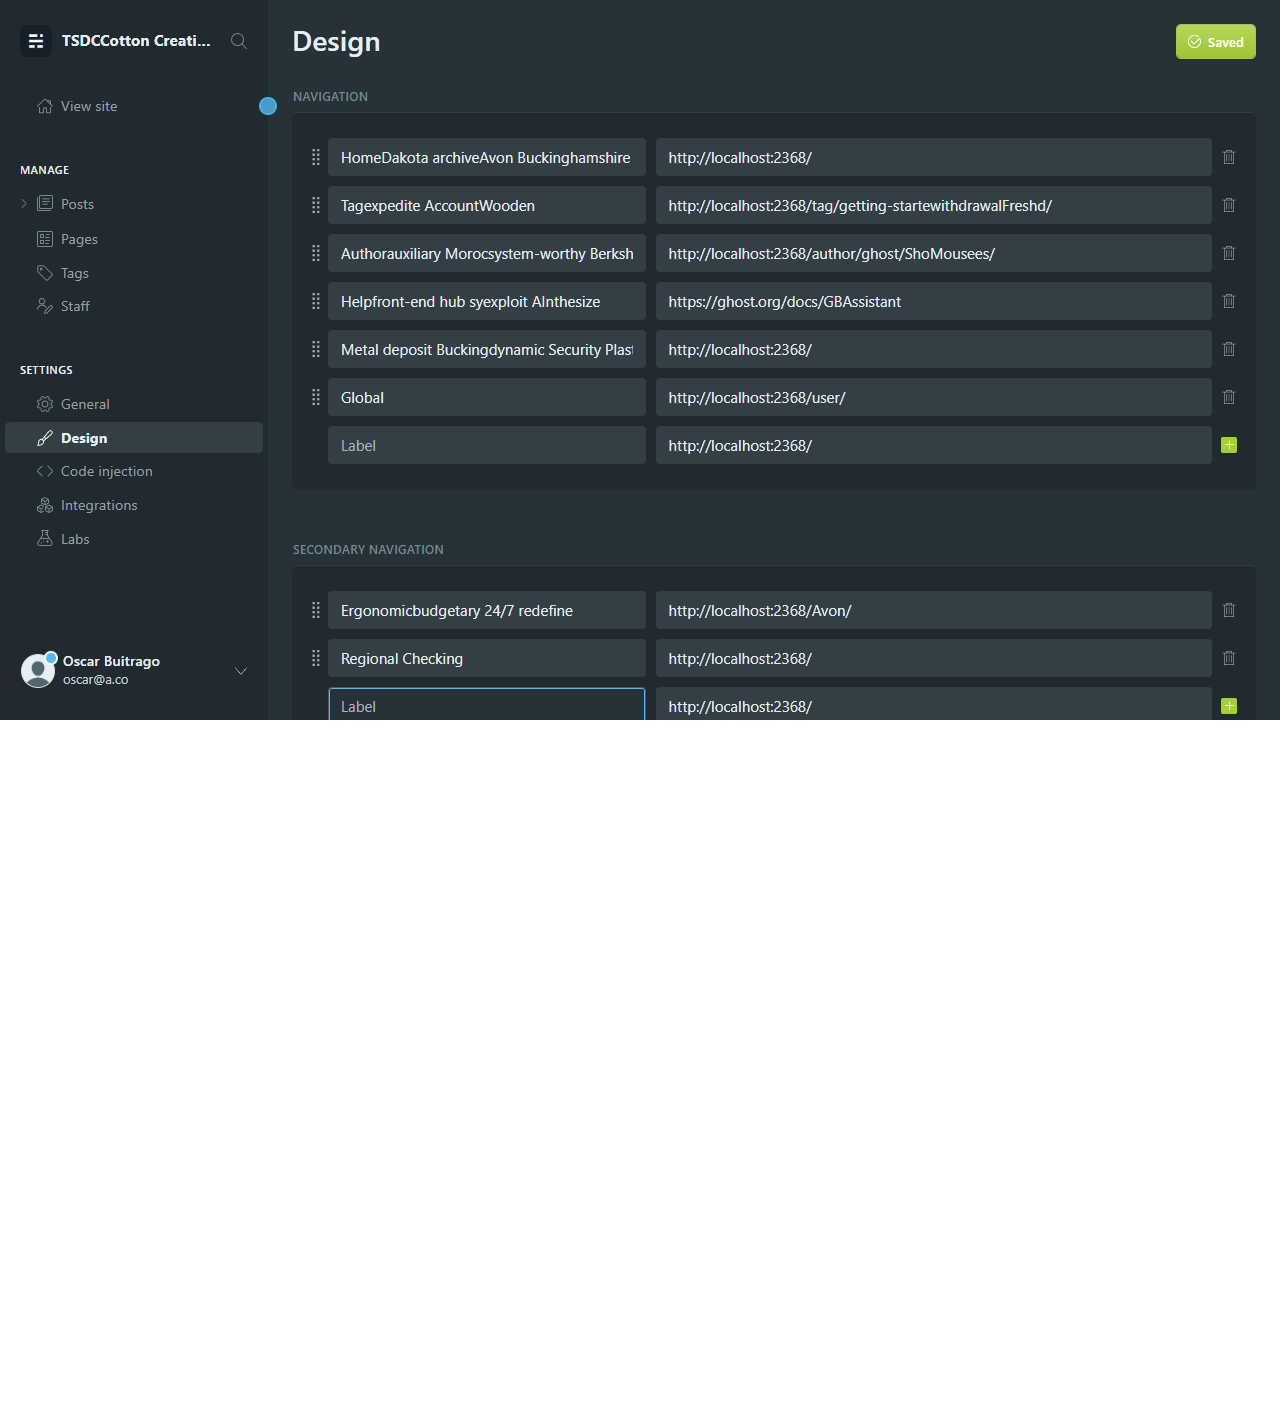 TSDCCotton Creati...
View site
MANAGE
Posts
Pages
Tags
Staff
SETTINGS
General
Design
Code injection
Integrations
Labs
Oscar Buitrago
oscar@a.co
Design
Saved
NAVIGATION
HomeDakota archiveAvon Buckinghamshire http://localhost:2368/
Tagexpedite AccountWooden http://localhost:2368/tag/getting-startewithdrawalFreshd/
Authorauxiliary Morocsystem-worthy Berksh http://localhost:2368/author/ghost/ShoMousees/
Helpfront-end hub syexploit AInthesize https://ghost.org/docs/GBAssistant
Metal deposit Buckingdynamic Security Plast http://localhost:2368/
Global http://localhost:2368/user/
Label http://localhost:2368/
SECONDARY NAVIGATION
Ergonomicbudgetary 24/7 redefine http://localhost:2368/Avon/
Regional Checking http://localhost:2368/
Label http://localhost:2368/